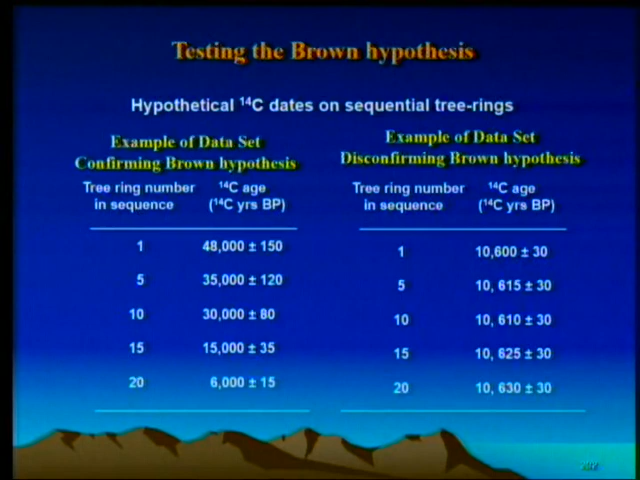 Testing the Brown hypothesis
Hypothetical ¹⁴C dates on sequential tree-rings
Example of Data Set
Confirming Brown hypothesis
Tree ring number in sequence ¹⁴C age (¹⁴C yrs BP)
1 48,000 ± 150
5 35,000 ± 120
10 30,000 ± 80
15 15,000 ± 35
20 6,000 ± 15
Example of Data Set
Disconfirming Brown hypothesis
Tree ring number in sequence ¹⁴C age (¹⁴C yrs BP)
1 10,600 ± 30
5 10, 615 ± 30
10 10, 610 ± 30
15 10, 625 ± 30
20 10, 630 ± 30